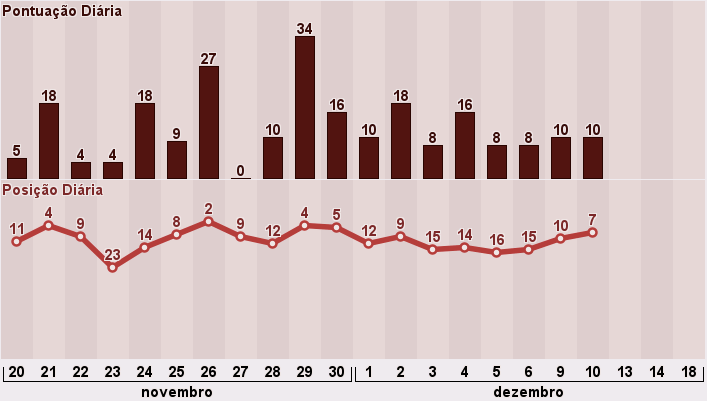 Pontuação Diária
5 18 4 4 18 9 27 0 10 34 16 10 18 8 16 8 8 10 10
Posição Diária
11 4 9 23 14 8 2 9 12 4 5 12 9 15 14 16 15 10 7
20 21 22 23 24 25 26 27 28 29 30 1 2 3 4 5 6 9 10 13 14 18
novembro dezembro